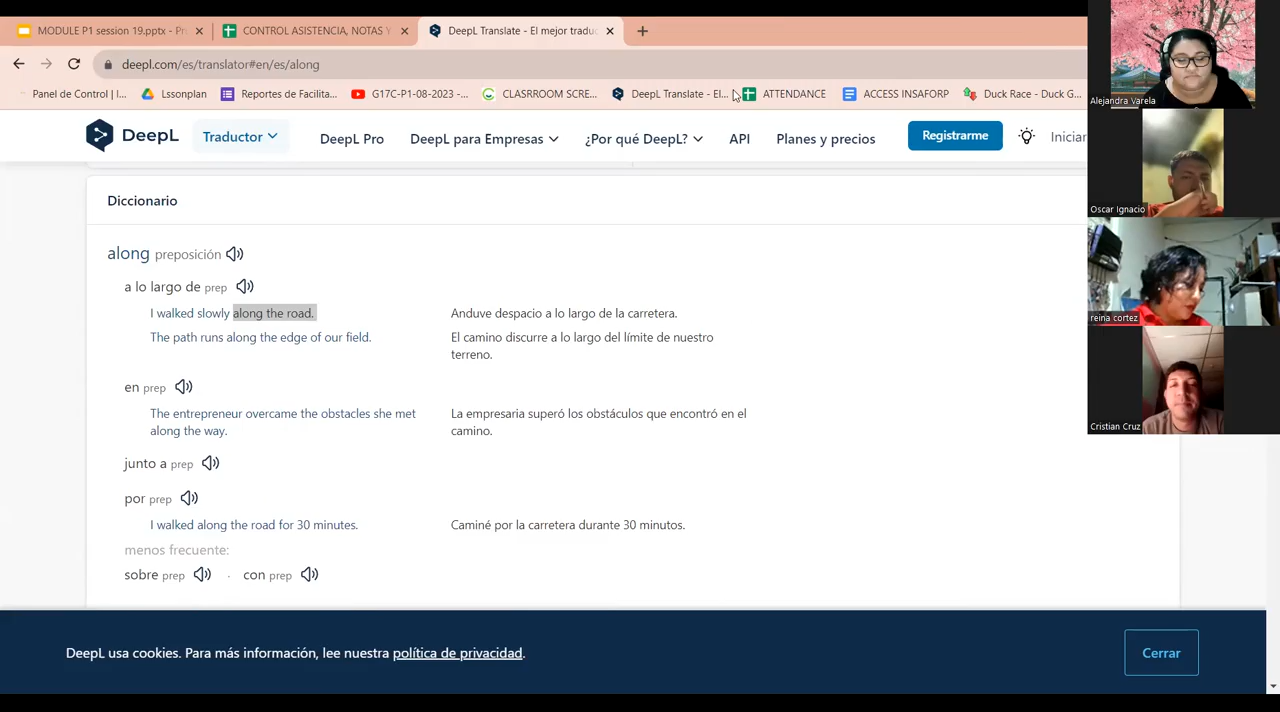 MODULE P1 session 19.pptx - Pr
CONTROL ASISTENCIA, NOTAS Y
DeepL Translate - El mejor traduc
deepl.com/es/translator#en/es/along
Panel de Control | I...
Lssonplan
Reportes de Facilita...
G17C-P1-08-2023 -...
CLASSROOM SCRE...
DeepL Translate - El...
ATTENDANCE
ACCESS INSAFORP
Duck Race - Duck G...
DeepL
Traductor
DeepL Pro
DeepL para Empresas
¿Por qué DeepL?
API
Planes y precios
Registrarme
Iniciar
Diccionario
along preposición
a lo largo de prep
I walked slowly along the road.
Anduve despacio a lo largo de la carretera.
The path runs along the edge of our field.
El camino discurre a lo largo del límite de nuestro
terreno.
en prep
The entrepreneur overcame the obstacles she met
along the way.
La empresaria superó los obstáculos que encontró en el
camino.
junto a prep
por prep
I walked along the road for 30 minutes.
Caminé por la carretera durante 30 minutos.
menos frecuente:
sobre prep · con prep
DeepL usa cookies. Para más información, lee nuestra política de privacidad.
Cerrar
Alejandra Varela
Oscar Ignacio
reina cortez
Cristian Cruz